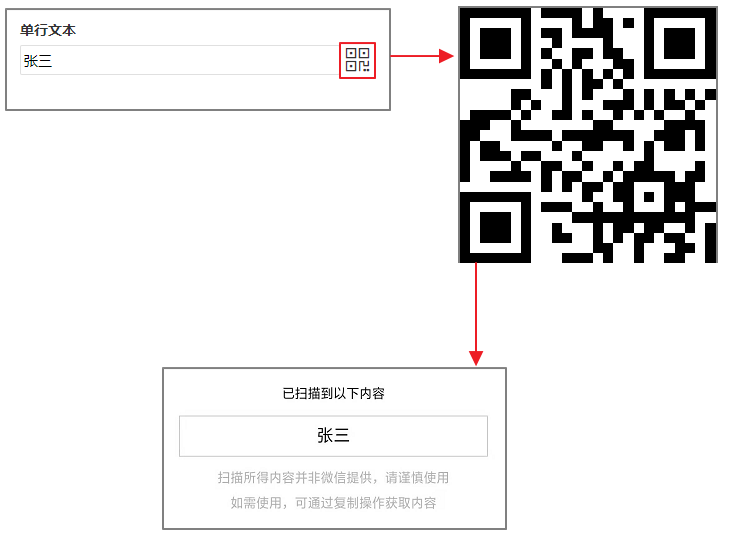 单行文本
张三
已扫描到以下内容
张三
扫描所得内容并非微信提供，请谨慎使用
如需使用，可通过复制操作获取内容